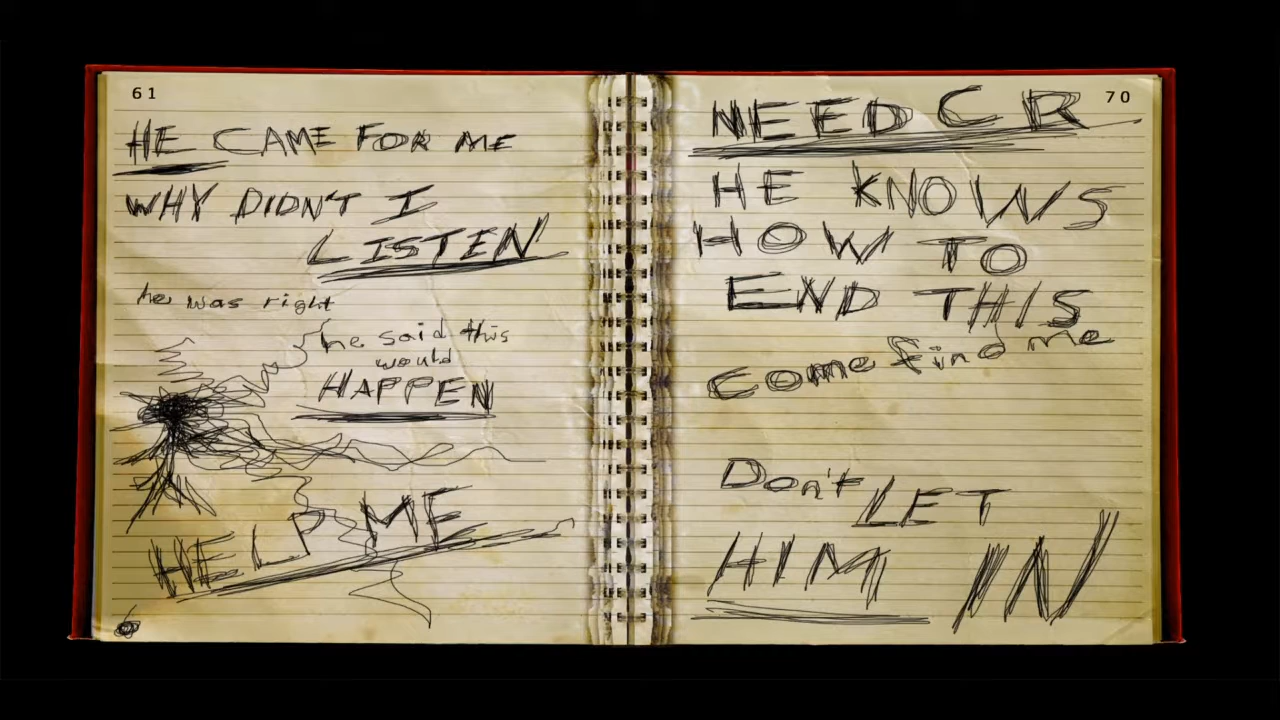 61
HE CAME FOR ME
WHY DIDN'T I
LISTEN
he was right
he said this
would
HAPPEN
HELP ME
70
NEED C R
HE KNOWS
HOW TO
END THIS
come find me
Don't LET
HIM IN